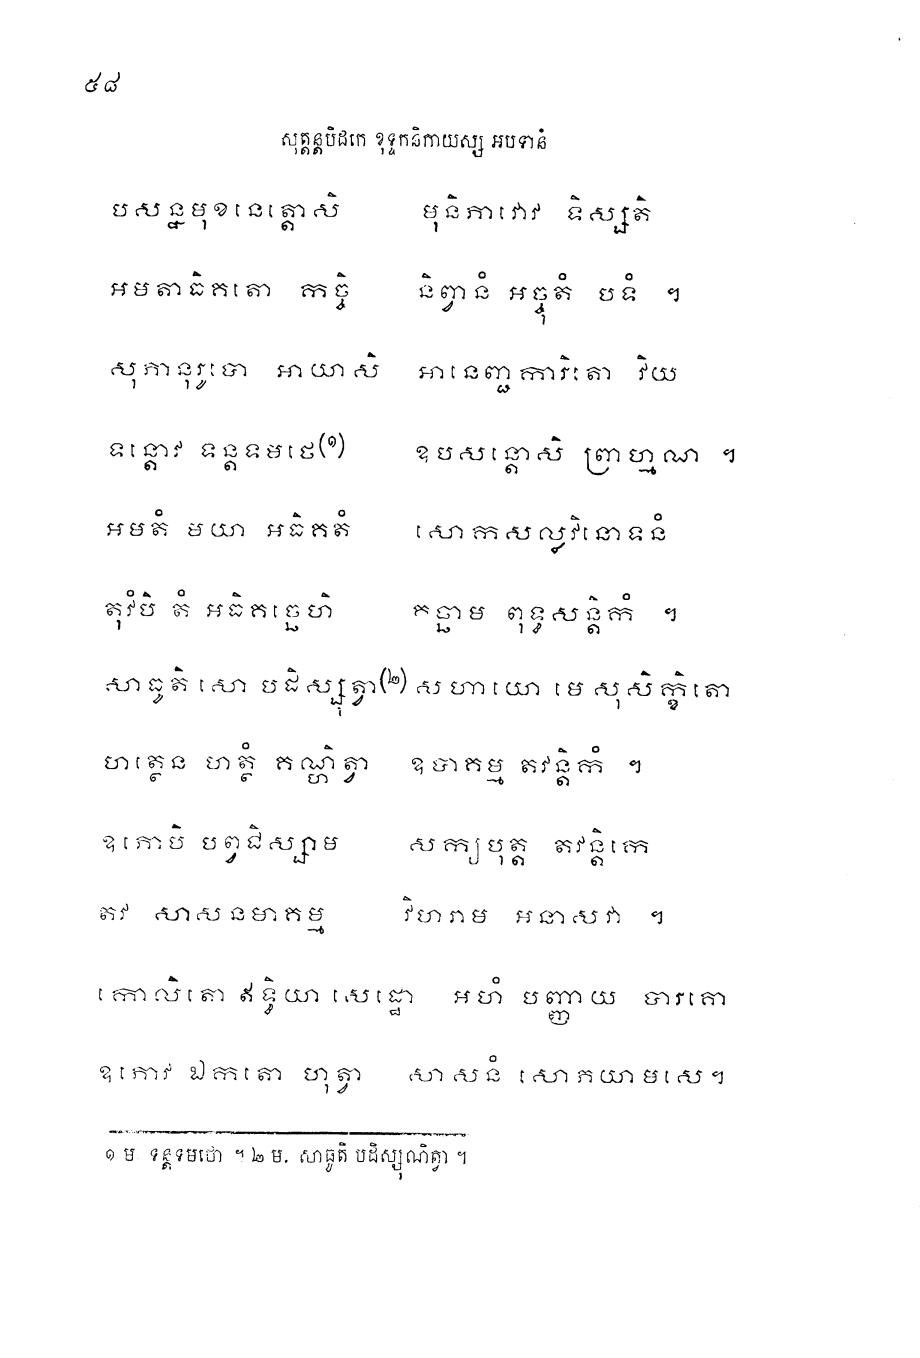 ៥៨
សុត្តន្តបិដកេ ខុទ្ទកនិកាយស្ស អបទានំ
បសន្នមុខនេត្តោសិ មុនិភាវោវ ទិស្សតិ
អមតាធិគតោ កច្ចិ និព្វានំ អច្ចុតំ បទំ ។
សុភានុរូបោ អាយាសិ អានេញ្ជការិតោ វិយ
ទន្តោវ ទន្តទមថេ(១) ឧបសន្តោសិ ព្រាហ្មណ ។
អមតំ មយា អធិគតំ សោកសល្លវិនោទនំ
តុវំបិ តំ អធិគច្ឆេហិ គច្ឆាម ពុទ្ធសន្តិកំ ។
សាធូតិ សោ បដិស្សុត្វា(២) សហាយោ មេ សុសិក្ខិតោ
ហត្ថេន ហត្ថំ គណ្ហិត្វា ឧបាគម្ម តវន្តិកំ ។
ឧភោបិ បព្វជិស្សាម សក្យបុត្ត តវន្តិកេ
តវ សាសនមាគម្ម វិហរាម អនាសវា ។
កោលិតោ ឥទ្ធិយា សេដ្ឋោ អហំ បញ្ញាយ បារគោ
ឧភោវ ឯកតោ ហុត្វា សាសនំ សោភយាមសេ។
១ ម ទន្តទមថោ ។ ២ ម. សាធូតិ បដិស្សុណិត្វា ។